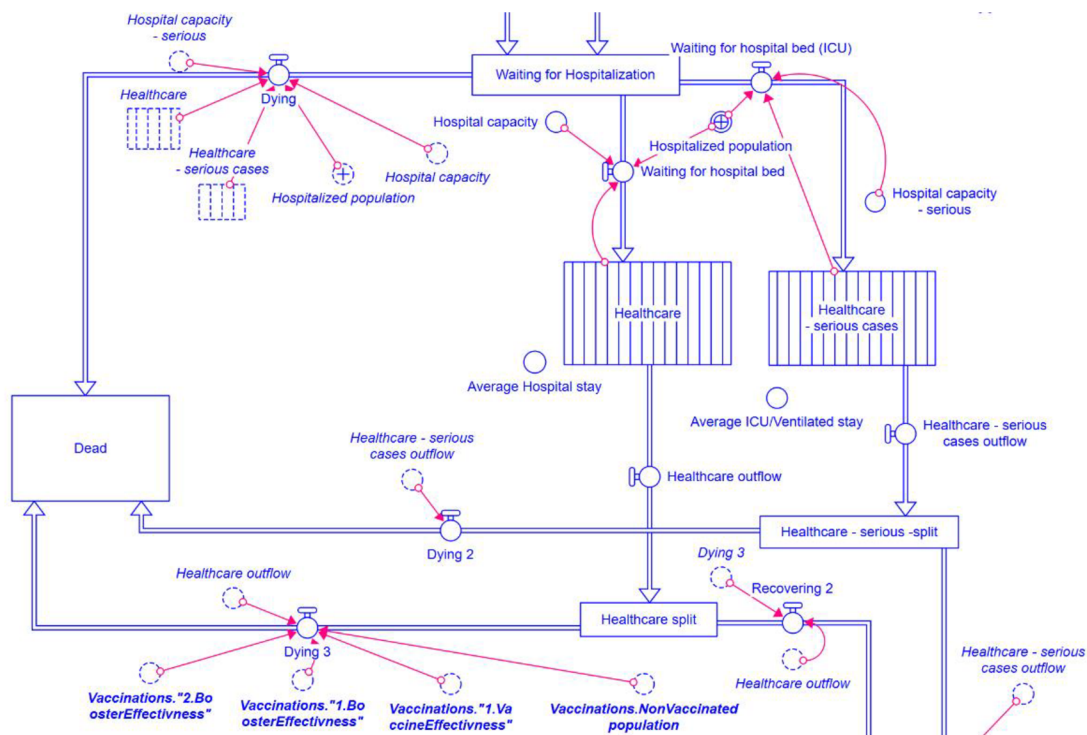 Hospital capacity
- serious
Waiting for hospital bed (ICU)
Waiting for Hospitalization
Healthcare
Dying
Hospital capacity
Hospitalized population
Healthcare
- serious cases
Hospital capacity
Waiting for hospital bed
Hospitalized population
Hospital capacity
- serious
Healthcare
Healthcare
- serious cases
Average Hospital stay
Average ICU/Ventilated stay
Dead
Healthcare - serious
cases outflow
Healthcare - serious
cases outflow
Healthcare outflow
Healthcare - serious -split
Dying 2
Dying 3
Healthcare outflow
Recovering 2
Healthcare split
Dying 3
Healthcare - serious
cases outflow
Healthcare outflow
Vaccinations."2.Bo
osterEffectivness"
Vaccinations."1.Bo
osterEffectivness"
Vaccinations."1.Va
ccineEffectivness"
Vaccinations.NonVaccinated
population